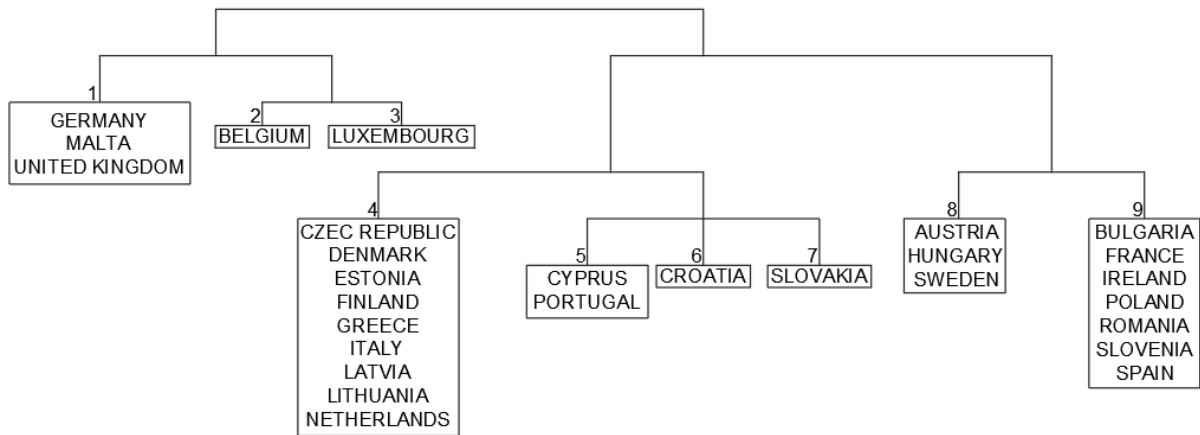 1
GERMANY
MALTA
UNITED KINGDOM
2
BELGIUM
3
LUXEMBOURG
4
CZEC REPUBLIC
DENMARK
ESTONIA
FINLAND
GREECE
ITALY
LATVIA
LITHUANIA
NETHERLANDS
5
CYPRUS
PORTUGAL
6
CROATIA
7
SLOVAKIA
8
AUSTRIA
HUNGARY
SWEDEN
9
BULGARIA
FRANCE
IRELAND
POLAND
ROMANIA
SLOVENIA
SPAIN